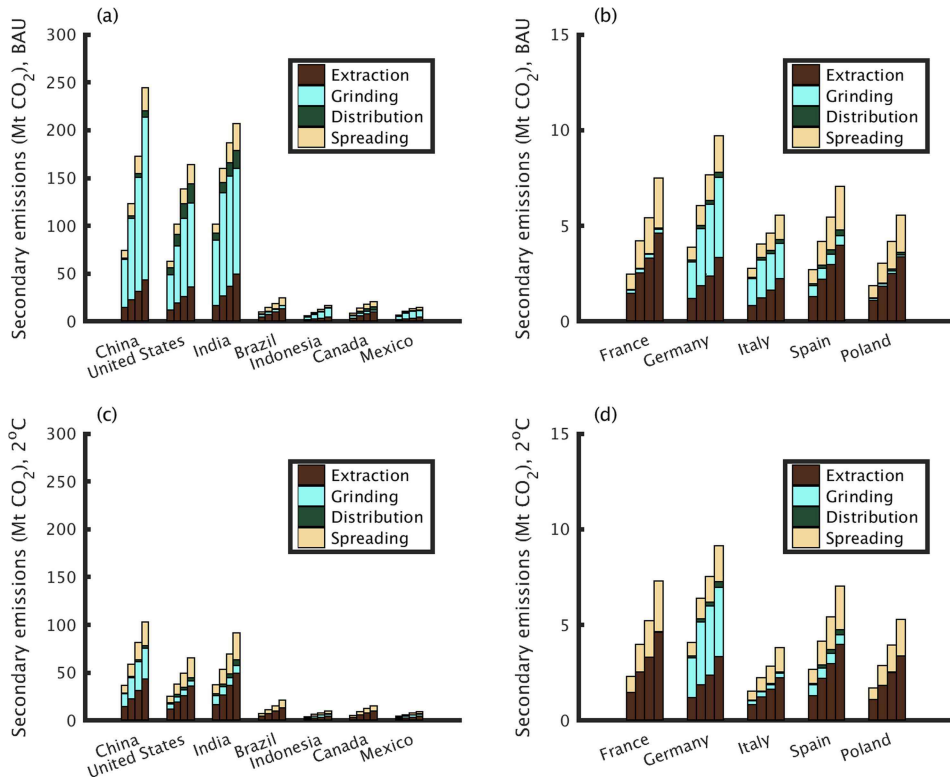 (a)
Secondary emissions (Mt CO2), BAU
300
250
200
150
100
50
0
Extraction
Grinding
Distribution
Spreading
China
United States
India
Brazil
Indonesia
Canada
Mexico
(b)
Secondary emissions (Mt CO2), BAU
15
10
5
0
Extraction
Grinding
Distribution
Spreading
France
Germany
Italy
Spain
Poland
(c)
Secondary emissions (Mt CO2), 2°C
300
250
200
150
100
50
0
Extraction
Grinding
Distribution
Spreading
China
United States
India
Brazil
Indonesia
Canada
Mexico
(d)
Secondary emissions (Mt CO2), 2°C
15
10
5
0
Extraction
Grinding
Distribution
Spreading
France
Germany
Italy
Spain
Poland